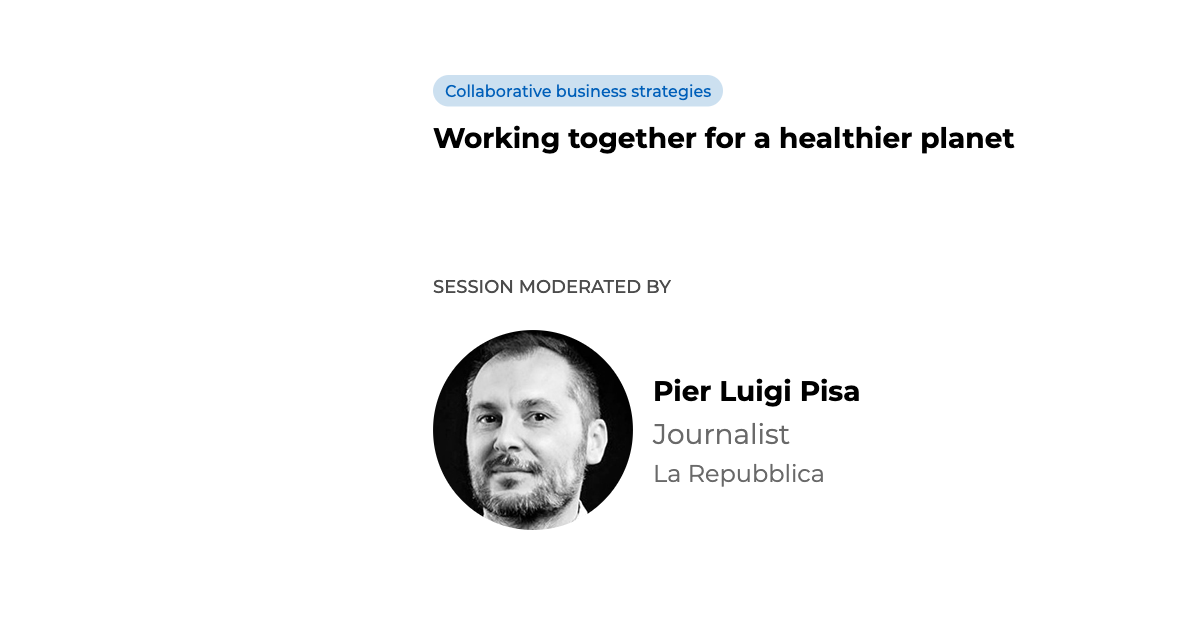 Collaborative business strategies
Working together for a healthier planet
SESSION MODERATED BY
Pier Luigi Pisa
Journalist
La Repubblica